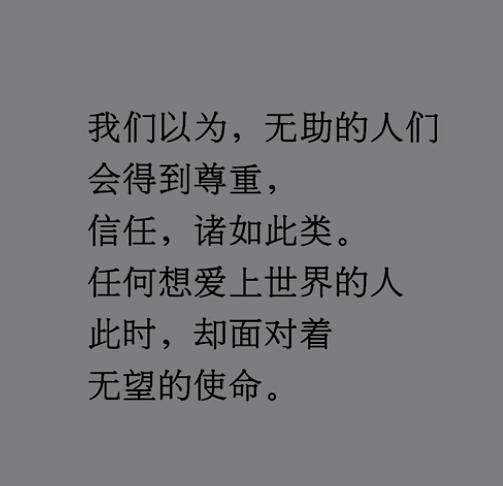 我们以为，无助的人们
会得到尊重，
信任，诸如此类。
任何想爱上世界的人
此时，却面对着
无望的使命。